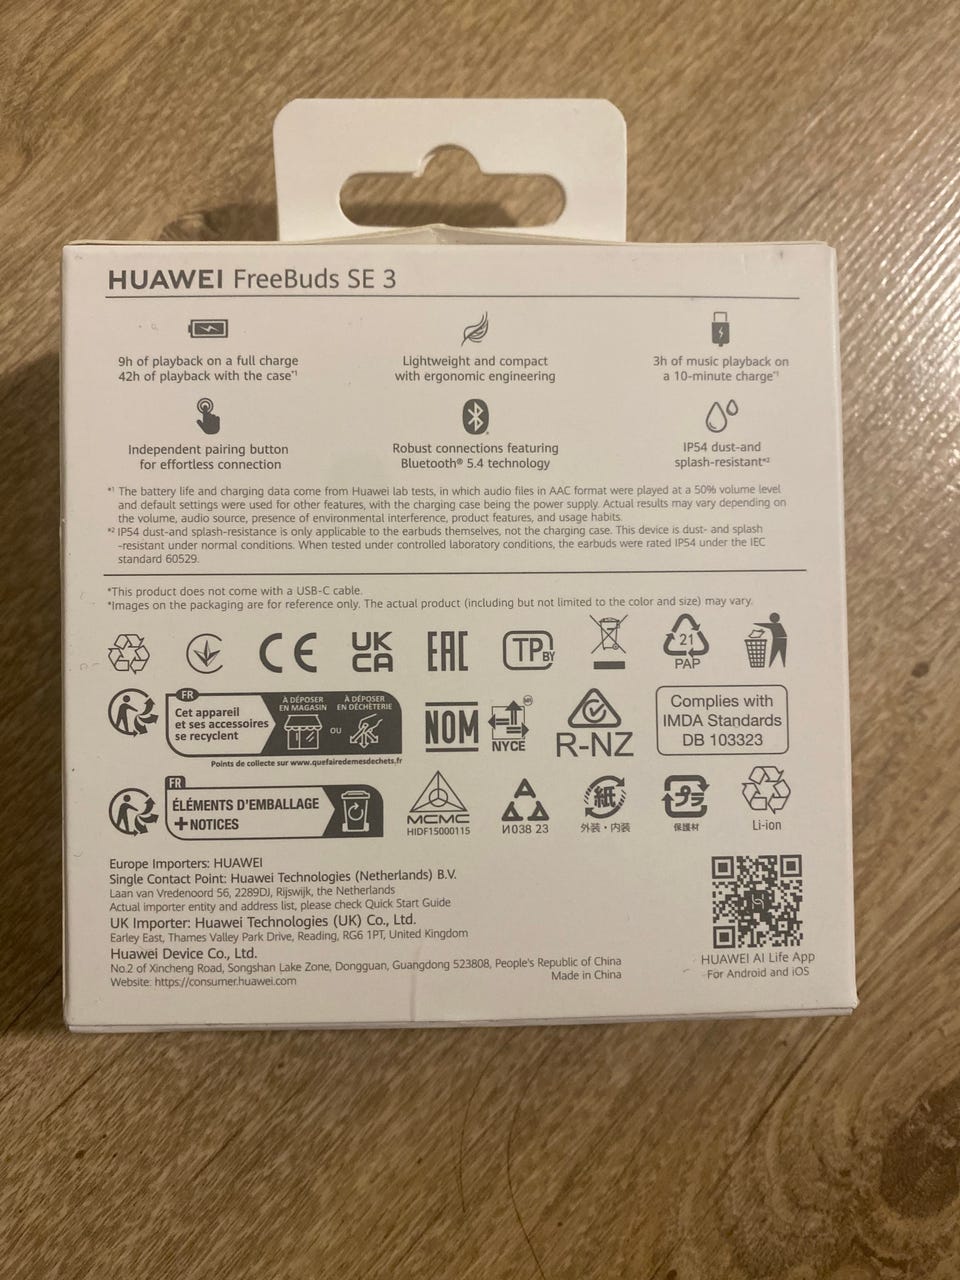 HUAWEI FreeBuds SE 3
9h of playback on a full charge
42h of playback with the case*1
Lightweight and compact
with ergonomic engineering
3h of music playback on
a 10-minute charge*1
Independent pairing button
for effortless connection
Robust connections featuring
Bluetooth® 5.4 technology
IP54 dust-and
splash-resistant*2
*1 The battery life and charging data come from Huawei lab tests, in which audio files in AAC format were played at a 50% volume level
and default settings were used for other features, with the charging case being the power supply. Actual results may vary depending on
the volume, audio source, presence of environmental interference, product features, and usage habits.
*2 IP54 dust-and splash-resistance is only applicable to the earbuds themselves, not the charging case. This device is dust- and splash
-resistant under normal conditions. When tested under controlled laboratory conditions, the earbuds were rated IP54 under the IEC
standard 60529.
*This product does not come with a USB-C cable.
*Images on the packaging are for reference only. The actual product (including but not limited to the color and size) may vary.
CE
UK
CA
EAC
TP BY
21
PAP
FR
Cet appareil
et ses accessoires
se recyclent
À DÉPOSER
EN MAGASIN
OU
À DÉPOSER
EN DÉCHÈTERIE
Points de collecte sur www.quefairedemesdechets.fr
NOM
NYCE
R-NZ
Complies with
IMDA Standards
DB 103323
FR
ÉLÉMENTS D'EMBALLAGE
+NOTICES
MCMC
HIDF15000115
A
И038 23
紙
外装・内装
プラ
保護材
Li-ion
Europe Importers: HUAWEI
Single Contact Point: Huawei Technologies (Netherlands) B.V.
Laan van Vredenoord 56, 2289DJ, Rijswijk, the Netherlands
Actual importer entity and address list, please check Quick Start Guide
UK Importer: Huawei Technologies (UK) Co., Ltd.
Earley East, Thames Valley Park Drive, Reading, RG6 1PT, United Kingdom
Huawei Device Co., Ltd.
No.2 of Xincheng Road, Songshan Lake Zone, Dongguan, Guangdong 523808, People's Republic of China
Website: https://consumer.huawei.com
Made in China
HUAWEI AI Life App
For Android and iOS